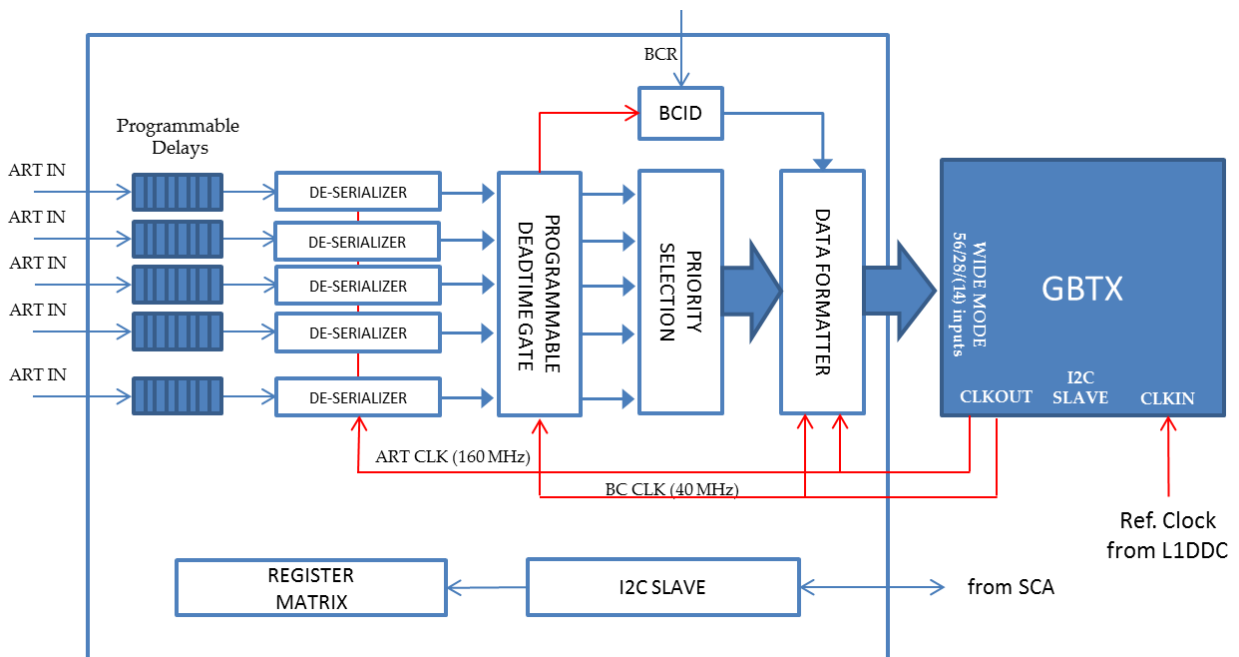 BCR
BCID
Programmable
Delays
ART IN
DE-SERIALIZER
ART IN
DE-SERIALIZER
ART IN
DE-SERIALIZER
ART IN
DE-SERIALIZER
ART IN
DE-SERIALIZER
PROGRAMMABLE
DEADTIME GATE
PRIORITY
SELECTION
DATA FORMATTER
WIDE MODE
56/28/(14) inputs
GBTX
CLKOUT
I2C
SLAVE
CLKIN
ART CLK (160 MHz)
BC CLK (40 MHz)
Ref. Clock
from L1DDC
REGISTER
MATRIX
I2C SLAVE
from SCA